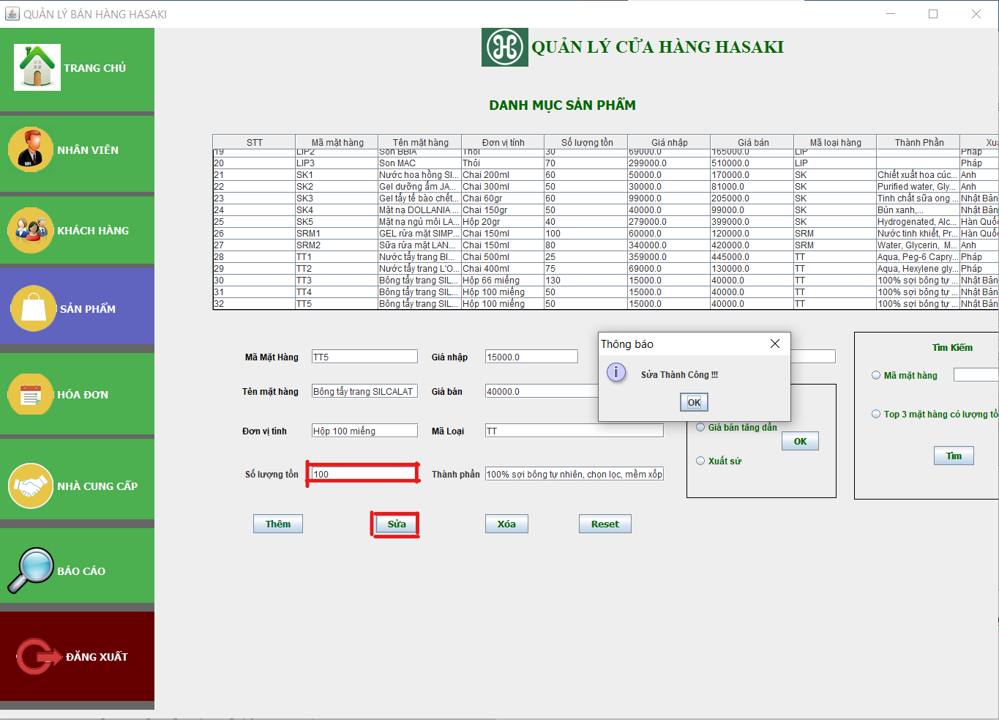 QUẢN LÝ BÁN HÀNG HASAKI
QUẢN LÝ CỬA HÀNG HASAKI
TRANG CHỦ
NHÂN VIÊN
KHÁCH HÀNG
SẢN PHẨM
HÓA ĐƠN
NHÀ CUNG CẤP
BÁO CÁO
ĐĂNG XUẤT
DANH MỤC SẢN PHẨM
STT Mã mặt hàng Tên mặt hàng Đơn vị tính Số lượng tồn Giá nhập Giá bán Mã loại hàng Thành Phần Xuấ
19 LIP2 Son BBIA Thỏi 30 69000.0 165000.0 LIP Pháp
20 LIP3 Son MAC Thỏi 70 299000.0 510000.0 LIP Pháp
21 SK1 Nước hoa hồng SI... Chai 200ml 60 50000.0 170000.0 SK Chiết xuất hoa cúc... Anh
22 SK2 Gel dưỡng ẩm JA... Chai 300ml 50 30000.0 81000.0 SK Purified water, Gly... Anh
23 SK3 Gel tẩy tế bào chết... Chai 60gr 60 99000.0 205000.0 SK Tinh chất sữa ong ... Nhật Bản
24 SK4 Mặt nạ DOLLANIA ... Chai 150gr 50 40000.0 99000.0 SK Bùn xanh,... Nhật Bản
25 SK5 Mặt nạ ngủ môi LA... Hộp 20gr 40 279000.0 399000.0 SK Hydrogenated, Alc... Hàn Quốc
26 SRM1 GEL rửa mặt SIMP... Chai 150ml 100 60000.0 120000.0 SRM Nước tinh khiết, Pr... Hàn Quốc
27 SRM2 Sữa rửa mặt LAN... Chai 150ml 80 340000.0 420000.0 SRM Water, Glycerin, M... Anh
28 TT1 Nước tẩy trang BI... Chai 500ml 25 359000.0 445000.0 TT Aqua, Peg-6 Capry... Pháp
29 TT2 Nước tẩy trang L'O... Chai 400ml 75 69000.0 130000.0 TT Aqua, Hexylene gly... Pháp
30 TT3 Bông tẩy trang SIL... Hộp 66 miếng 130 15000.0 40000.0 TT 100% sợi bông tự ... Nhật Bản
31 TT4 Bông tẩy trang SIL... Hộp 100 miếng 50 15000.0 40000.0 TT 100% sợi bông tự ... Nhật Bản
32 TT5 Bông tẩy trang SIL... Hộp 100 miếng 50 15000.0 40000.0 TT 100% sợi bông tự ... Nhật Bản
Mã Mặt Hàng TT5 Giá nhập 15000.0
Tên mặt hàng Bông tẩy trang SILCALAT Giá bán 40000.0
Đơn vị tính Hộp 100 miếng Mã Loại TT
Số lượng tồn 100 Thành phần 100% sợi bông tự nhiên, chọn lọc, mềm xốp
Thêm Sửa Xóa Reset
Thông báo
Sửa Thành Công !!!
OK
Giá bán tăng dần
OK
Xuất sứ
Tìm Kiếm
Mã mặt hàng
Top 3 mặt hàng có lượng tồ
Tìm